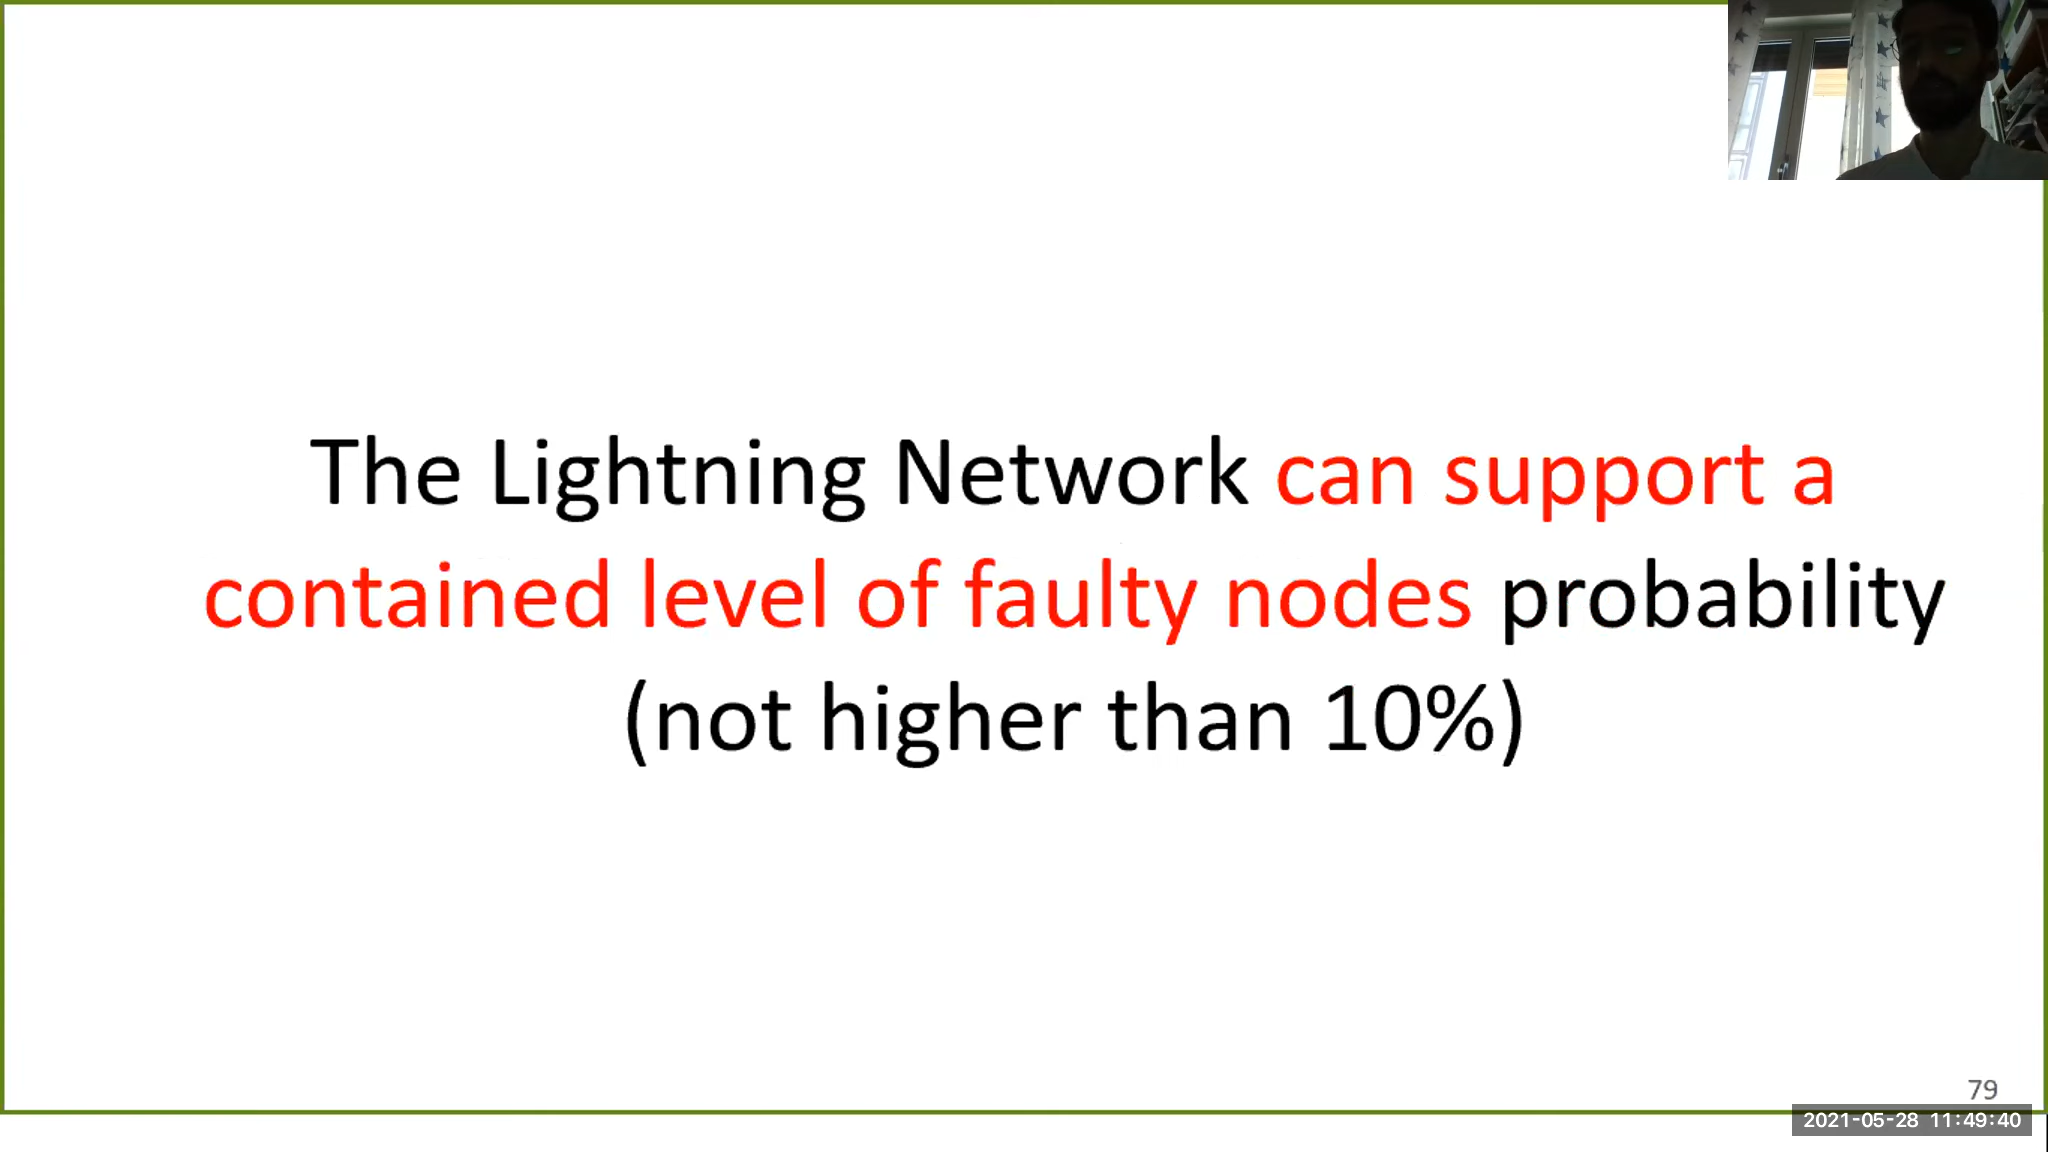 The Lightning Network can support a
contained level of faulty nodes probability
(not higher than 10%)
79
2021-05-28 11:49:40